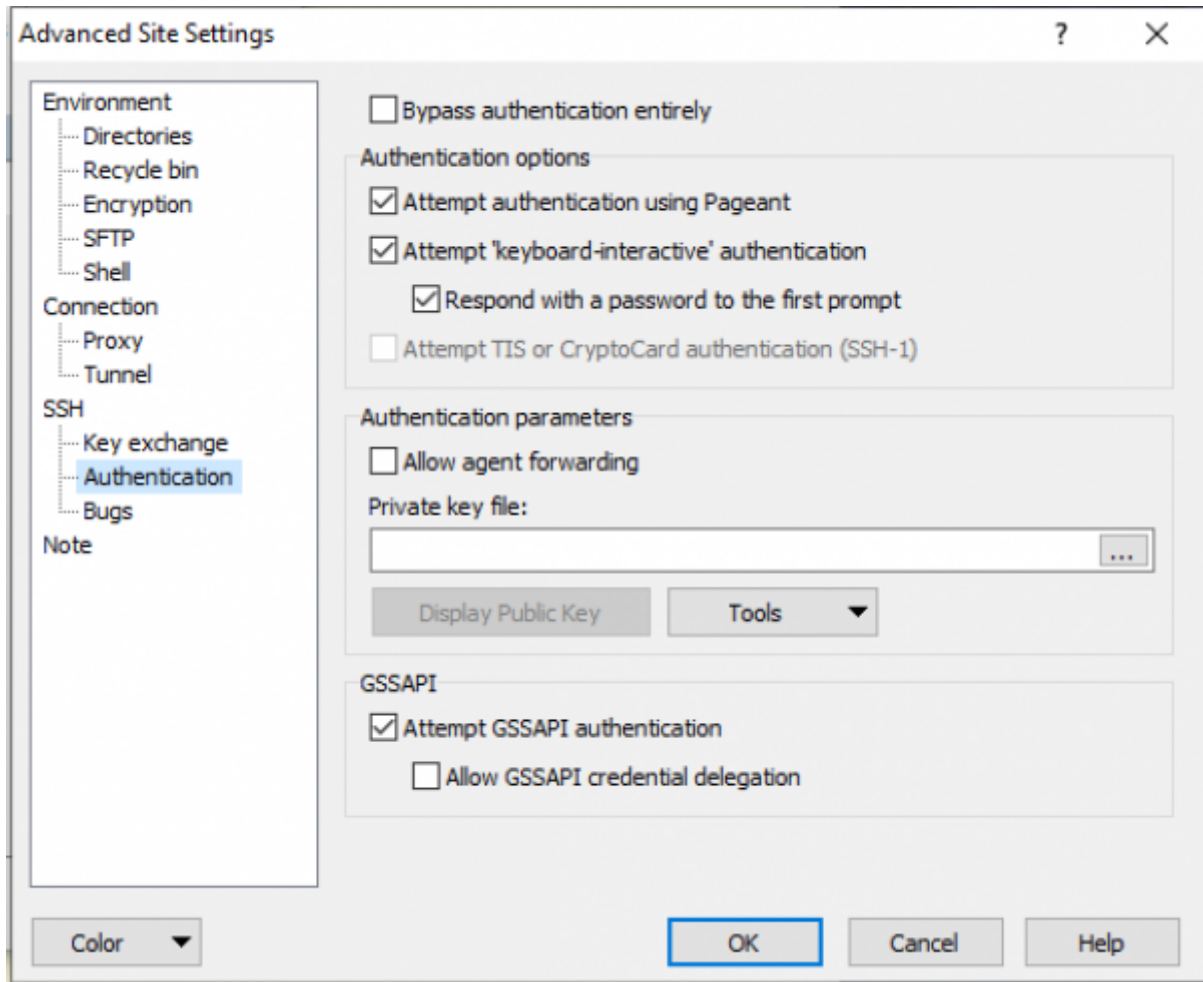 Advanced Site Settings
?
Environment
Directories
Recycle bin
Encryption
SFTP
Shell
Connection
Proxy
Tunnel
SSH
Key exchange
Authentication
Bugs
Note
Bypass authentication entirely
Authentication options
Attempt authentication using Pageant
Attempt 'keyboard-interactive' authentication
Respond with a password to the first prompt
Attempt TIS or CryptoCard authentication (SSH-1)
Authentication parameters
Allow agent forwarding
Private key file:
...
Display Public Key
Tools
GSSAPI
Attempt GSSAPI authentication
Allow GSSAPI credential delegation
Color
OK
Cancel
Help